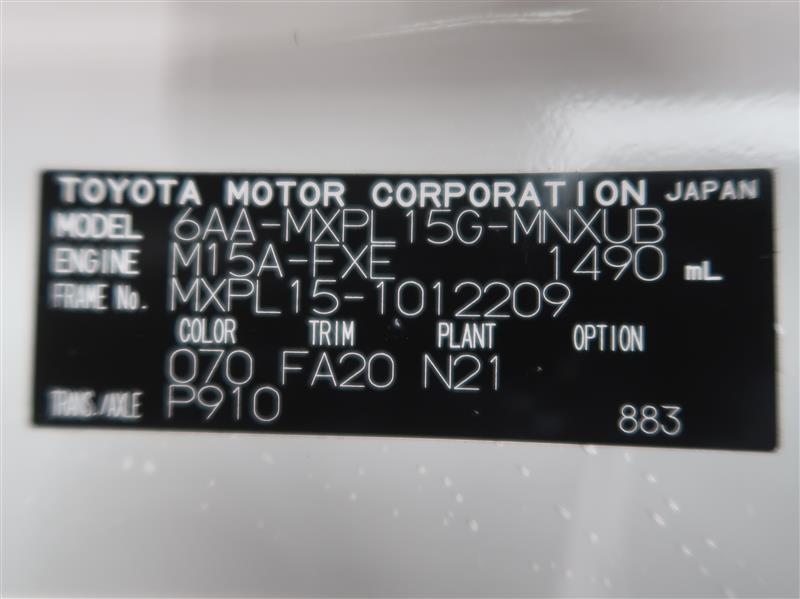 TOYOTA MOTOR CORPORATION JAPAN
MODEL 6AA-MXPL15G-MNXUB
ENGINE M15A-FXE 1490 mL
FRAME No. MXPL15-1012209
COLOR TRIM PLANT OPTION
070 FA20 N21
TRANS./AXLE P910 883